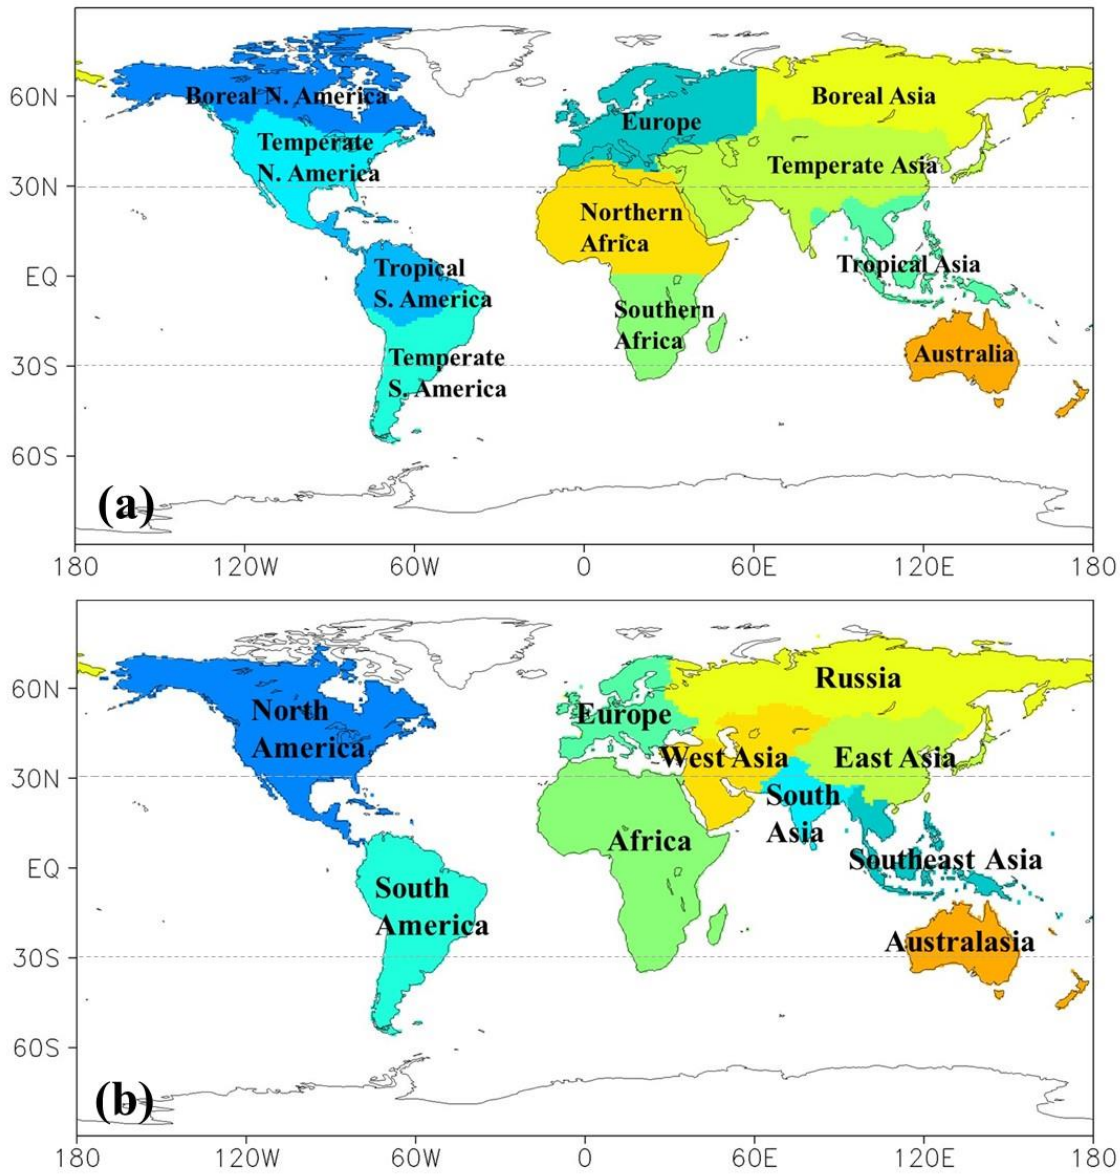 Boreal N. America
Boreal Asia
60N
Europe
Temperate
N. America
Temperate Asia
30N
Northern
Africa
Tropical
S. America
Tropical Asia
EQ
Southern
Africa
Temperate
S. America
Australia
30S
60S
(a)
180 120W 60W 0 60E 120E 180
60N
Russia
North
America
Europe
West Asia
East Asia
30N
South
Asia
Africa
Southeast Asia
EQ
South
America
Australasia
30S
60S
(b)
180 120W 60W 0 60E 120E 180